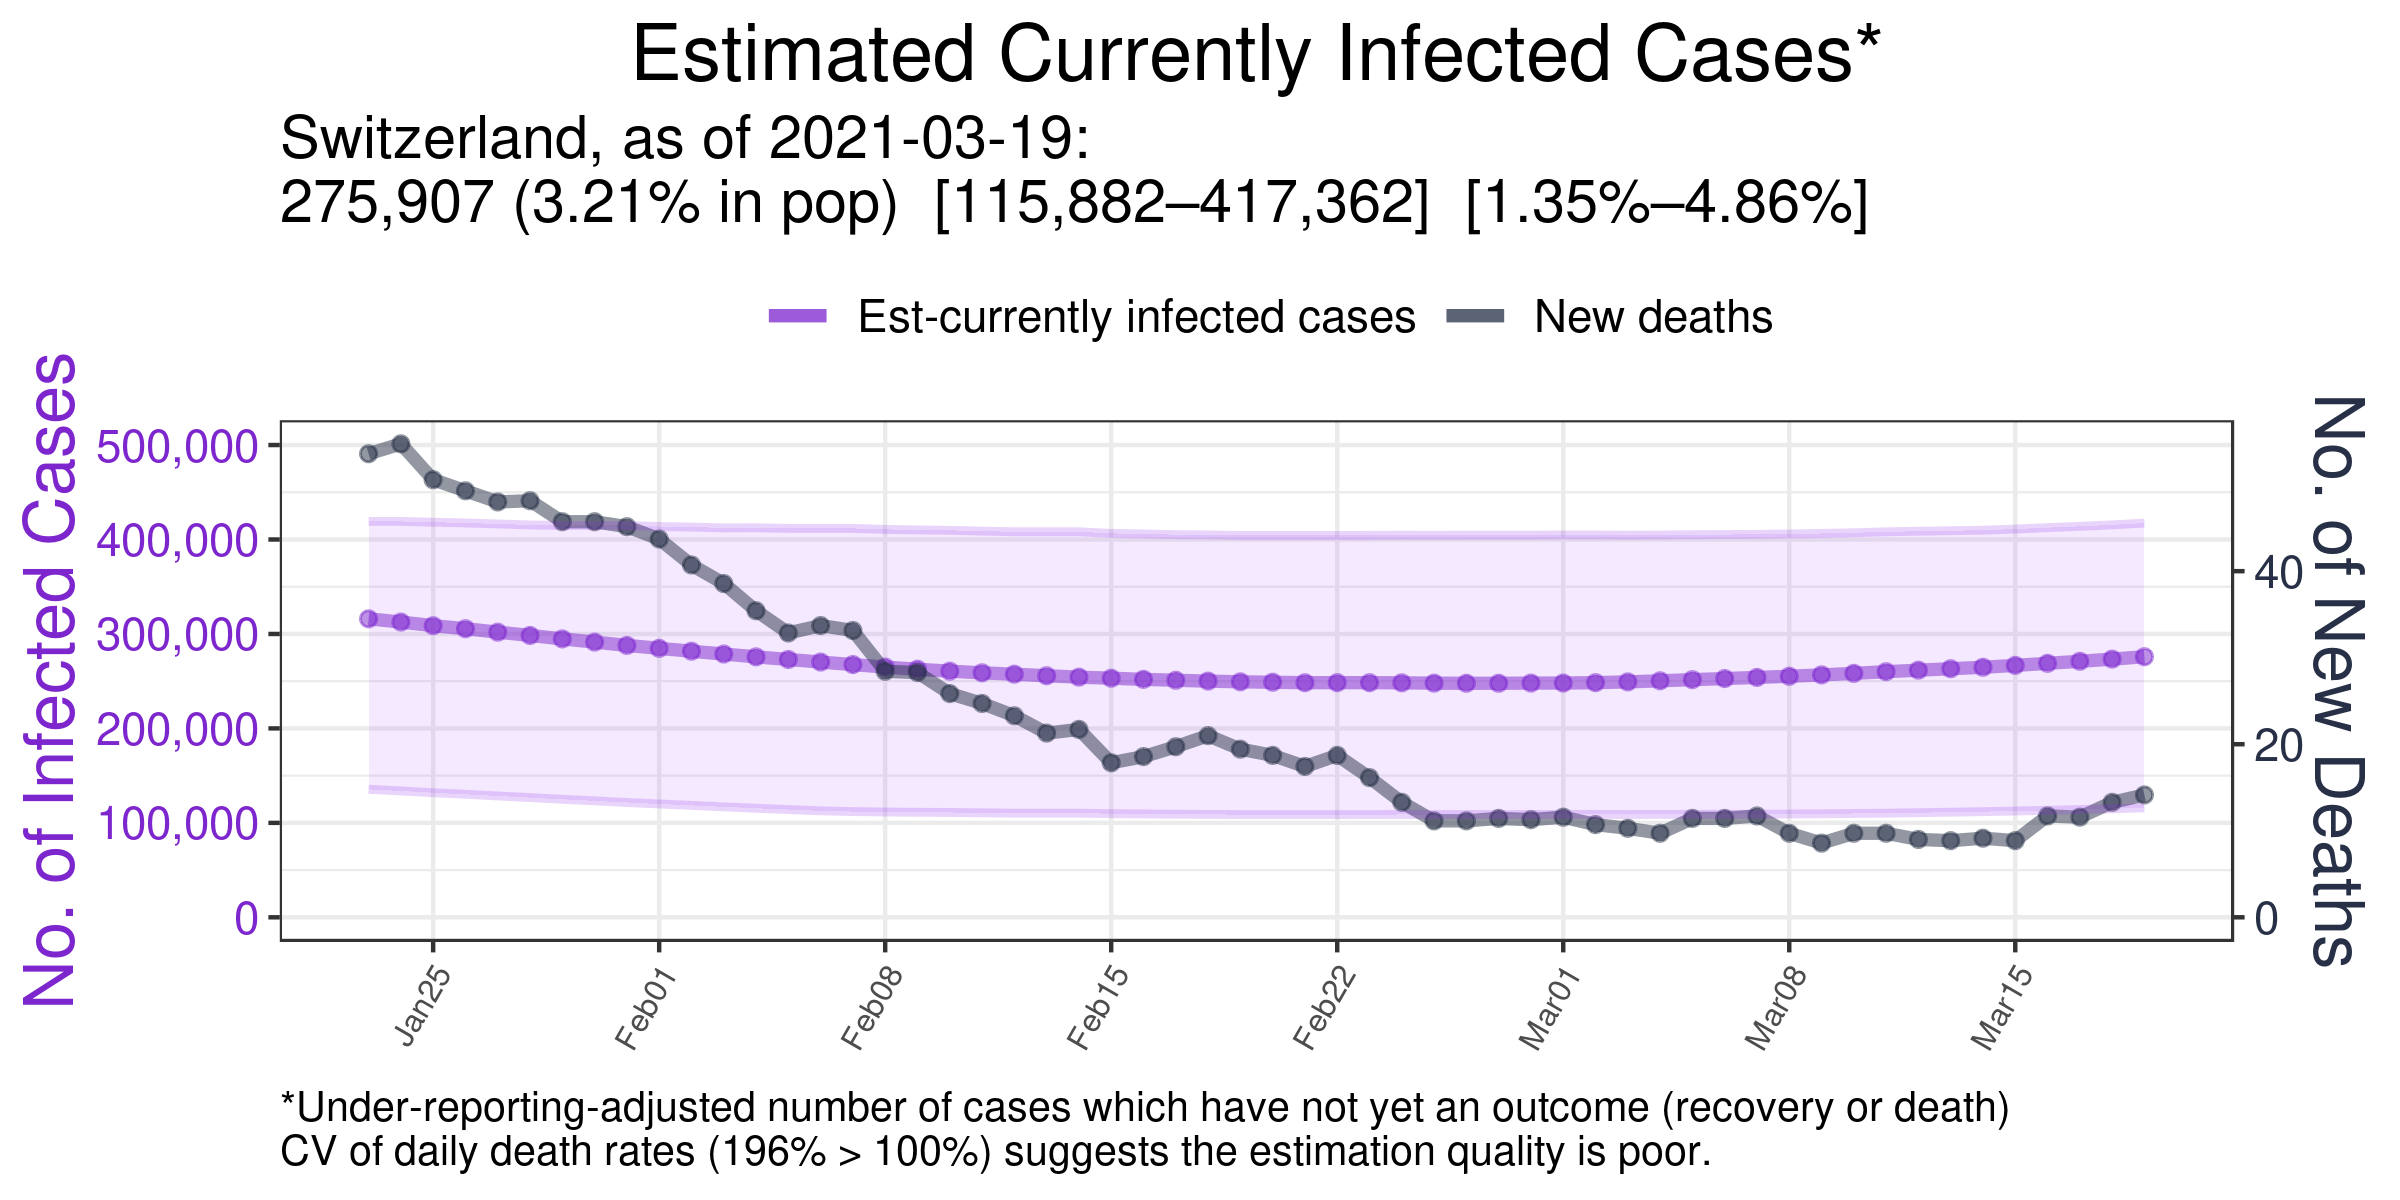 Estimated Currently Infected Cases*
Switzerland, as of 2021-03-19:
275,907 (3.21% in pop)  [115,882–417,362]  [1.35%–4.86%]
Est-currently infected cases
New deaths
No. of Infected Cases
500,000
400,000
300,000
200,000
100,000
0
No. of New Deaths
40
20
0
Jan25
Feb01
Feb08
Feb15
Feb22
Mar01
Mar08
Mar15
*Under-reporting-adjusted number of cases which have not yet an outcome (recovery or death)
CV of daily death rates (196% > 100%) suggests the estimation quality is poor.